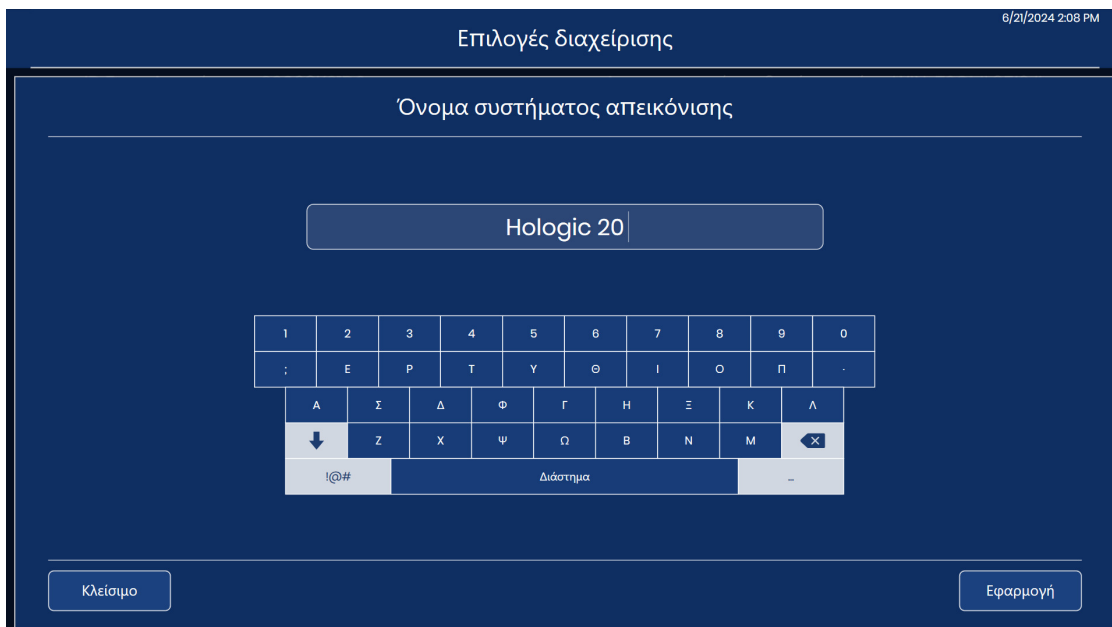 6/21/2024 2:08 PM
Επιλογές διαχείρισης
Όνομα συστήματος απεικόνισης
Hologic 20
1 2 3 4 5 6 7 8 9 0
; Ε Ρ Τ Υ Θ Ι Ο Π ·
Α Σ Δ Φ Γ Η Ξ Κ Λ
Ζ Χ Ψ Ω Β Ν Μ
!@# Διάστημα _
Κλείσιμο Εφαρμογή